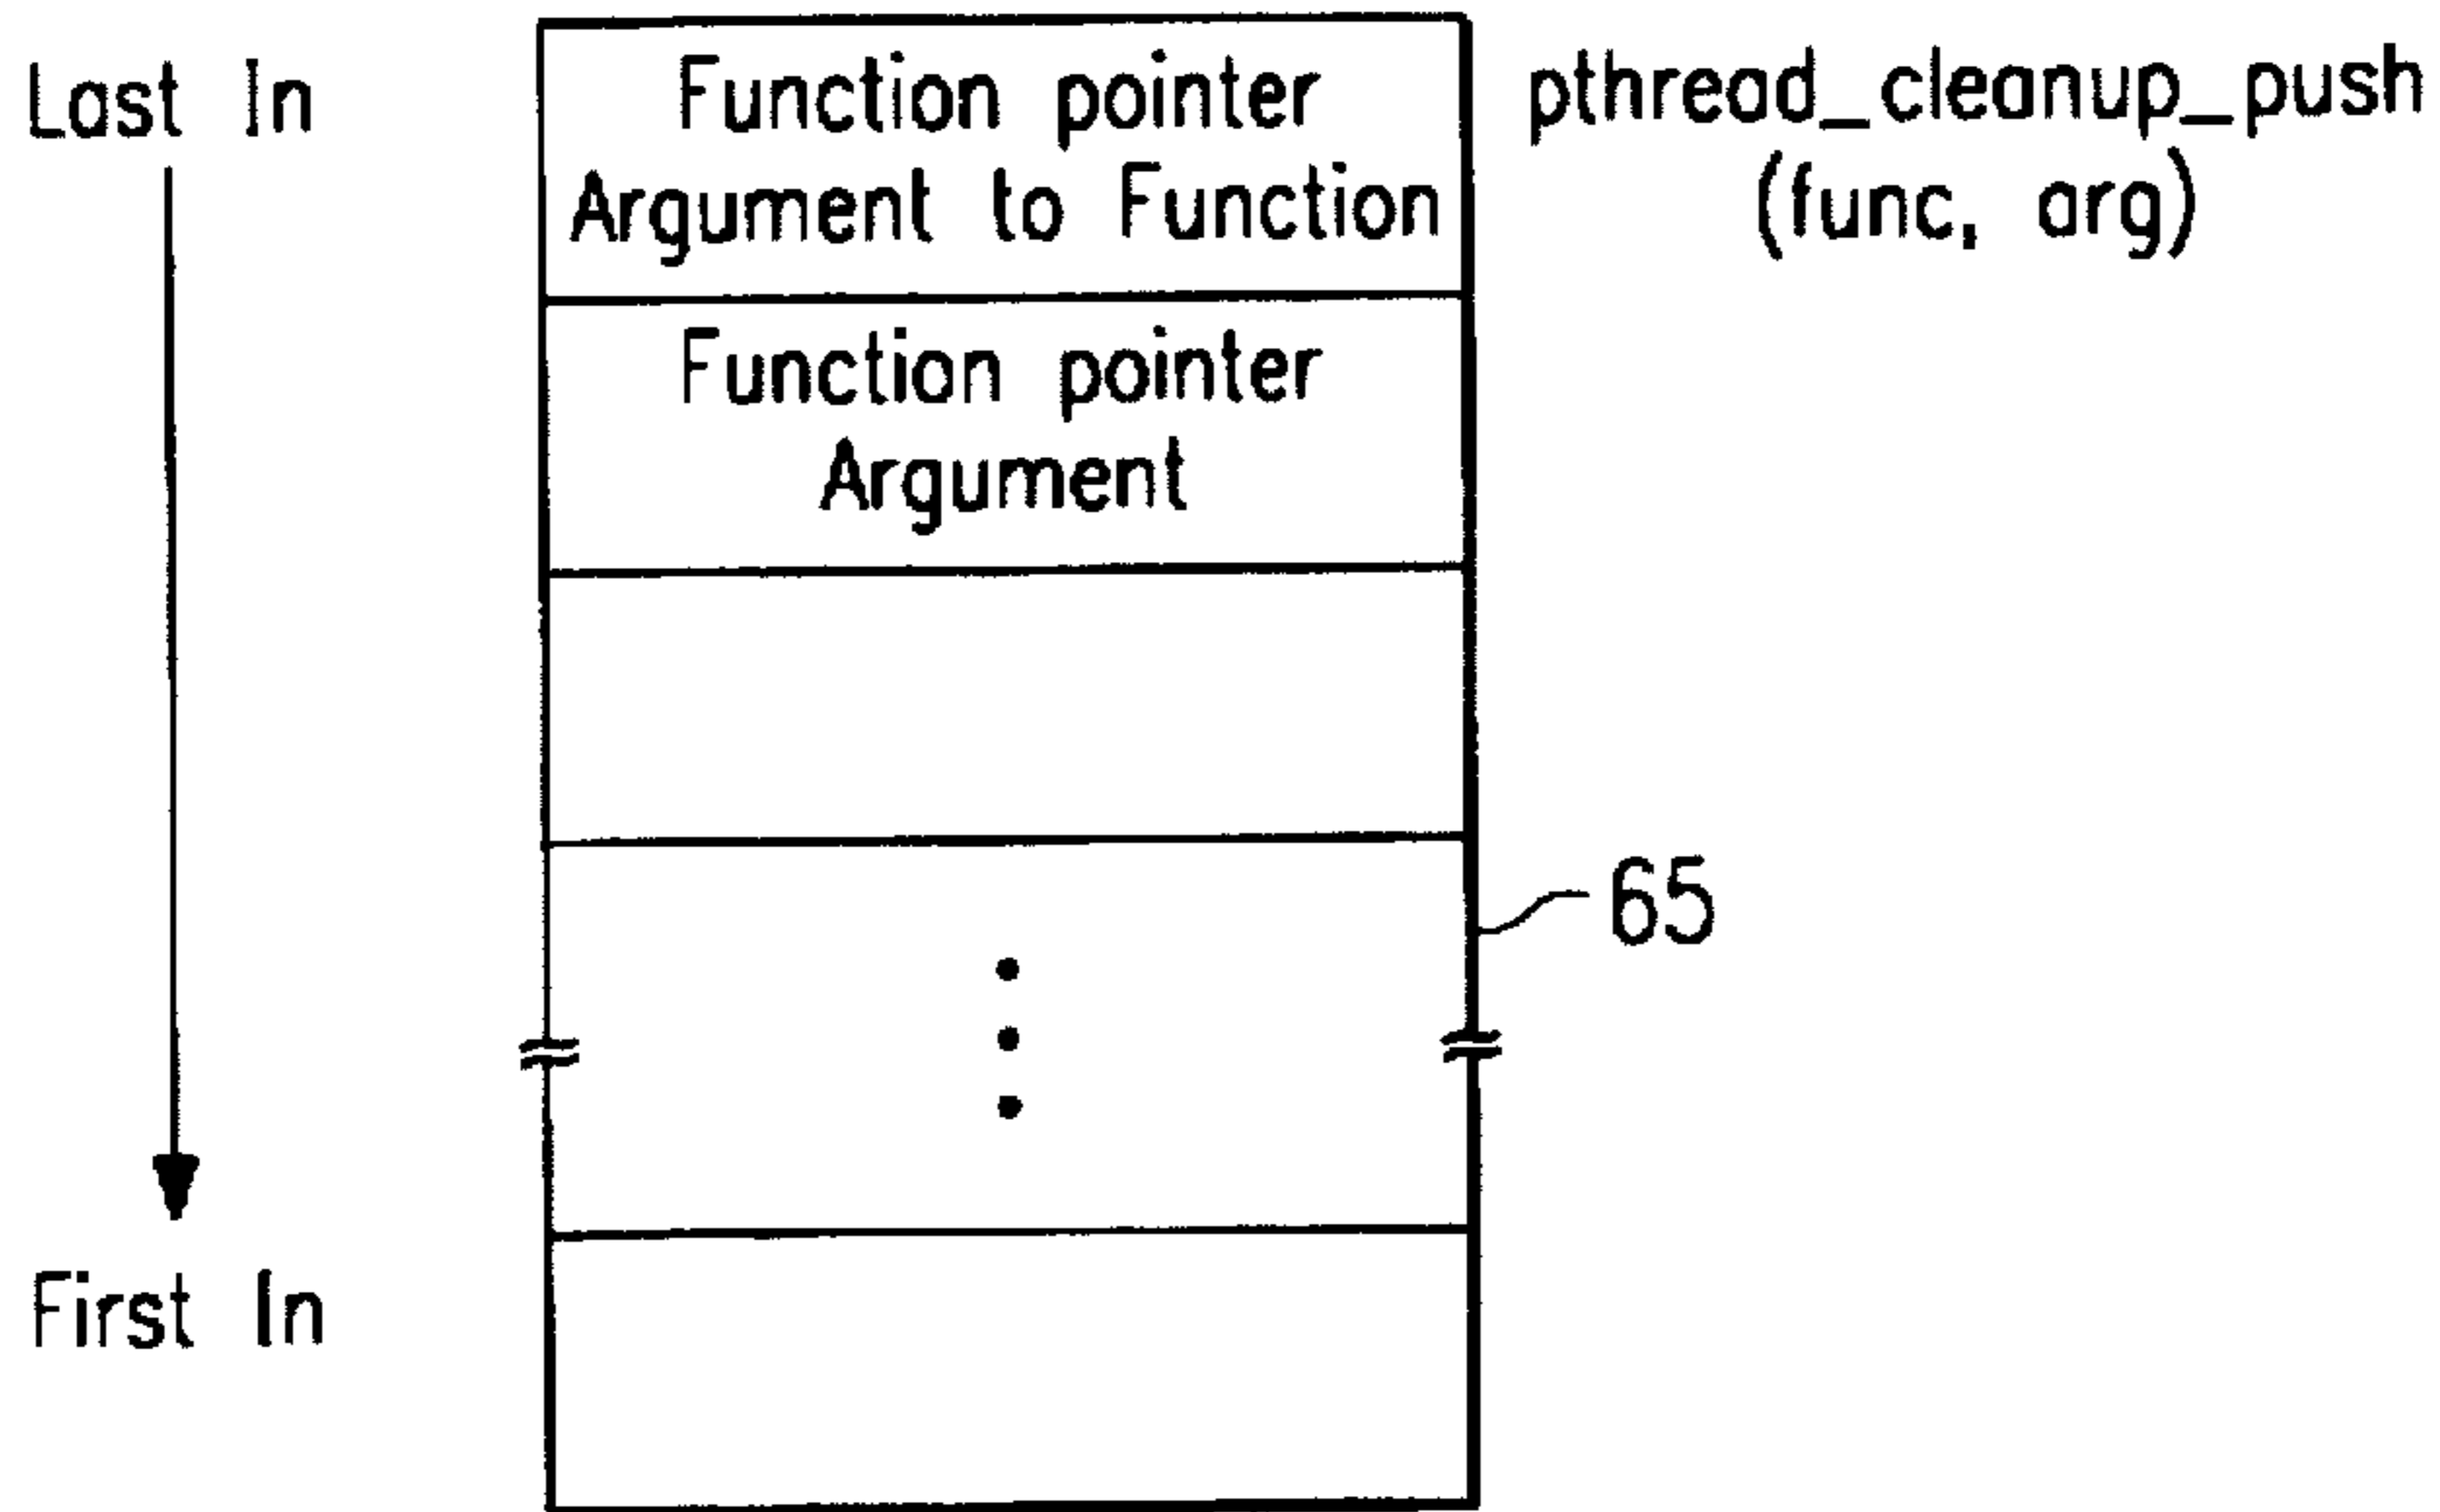 Last In
Function pointer
Argument to Function
pthread_cleanup_push
(func, arg)
Function pointer
Argument
65
First In